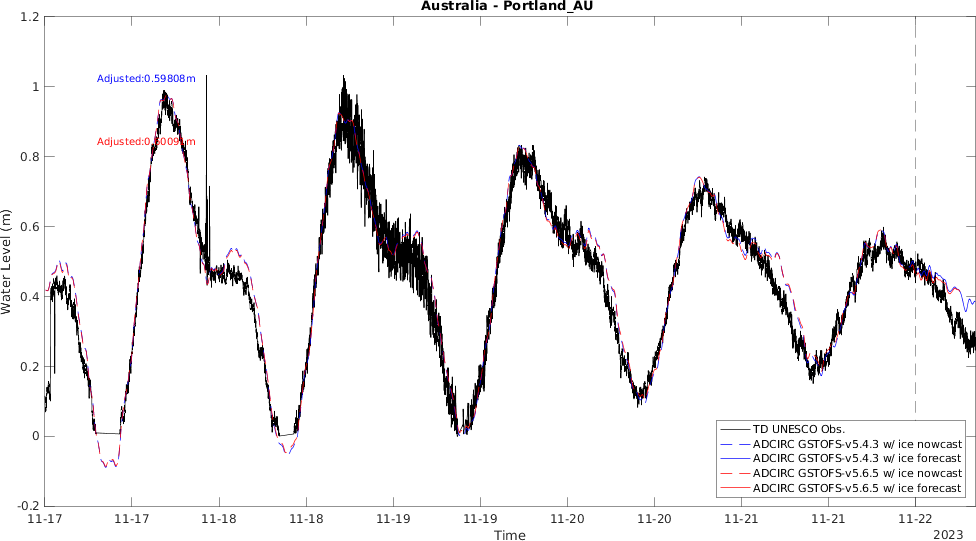 Australia - Portland_AU
1.2
1
0.8
0.6
0.4
0.2
0
-0.2
Water Level (m)
Adjusted:0.59808m
TD UNESCO Obs.
ADCIRC GSTOFS-v5.4.3 w/ ice nowcast
ADCIRC GSTOFS-v5.4.3 w/ ice forecast
ADCIRC GSTOFS-v5.6.5 w/ ice nowcast
ADCIRC GSTOFS-v5.6.5 w/ ice forecast
11-17 11-17 11-18 11-18 11-19 11-19 11-20 11-20 11-21 11-21 11-22
Time
2023